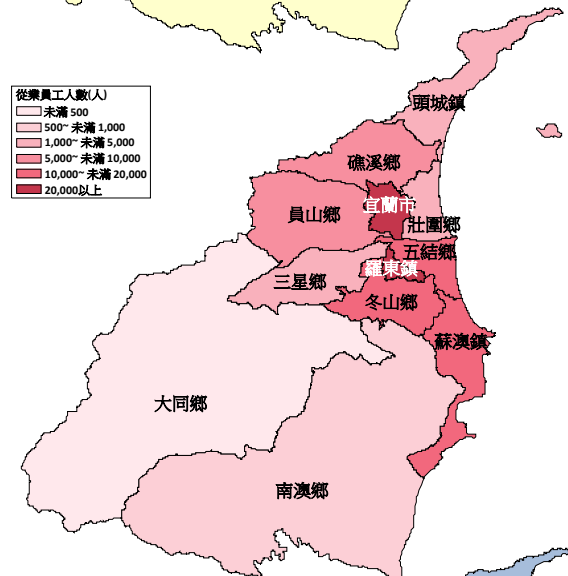 從業員工人數(人)
未滿 500
500~ 未滿 1,000
1,000~ 未滿 5,000
5,000~ 未滿 10,000
10,000~ 未滿 20,000
20,000以上
頭城鎮
礁溪鄉
宜蘭市
員山鄉
壯圍鄉
五結鄉
羅東鎮
三星鄉
冬山鄉
蘇澳鎮
大同鄉
南澳鄉